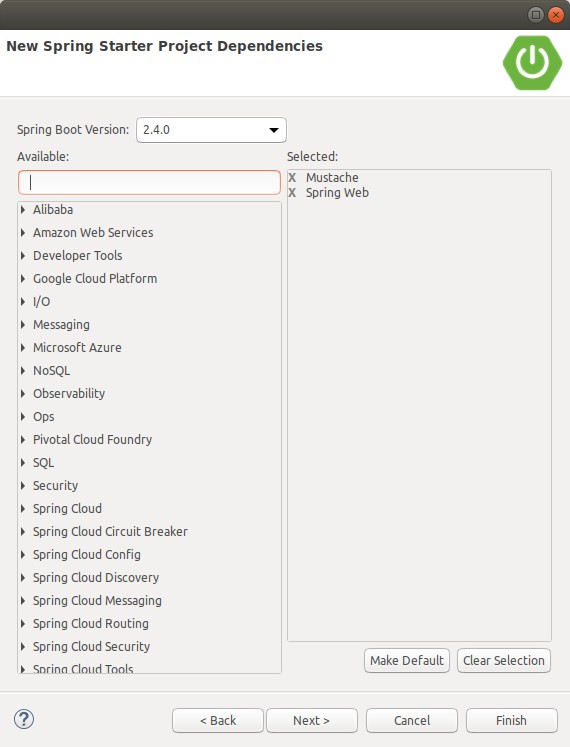 New Spring Starter Project Dependencies
Spring Boot Version: 2.4.0
Available:
Selected:
X Mustache
X Spring Web
Alibaba
Amazon Web Services
Developer Tools
Google Cloud Platform
I/O
Messaging
Microsoft Azure
NoSQL
Observability
Ops
Pivotal Cloud Foundry
SQL
Security
Spring Cloud
Spring Cloud Circuit Breaker
Spring Cloud Config
Spring Cloud Discovery
Spring Cloud Messaging
Spring Cloud Routing
Spring Cloud Security
Spring Cloud Tools
Make Default
Clear Selection
?
< Back
Next >
Cancel
Finish